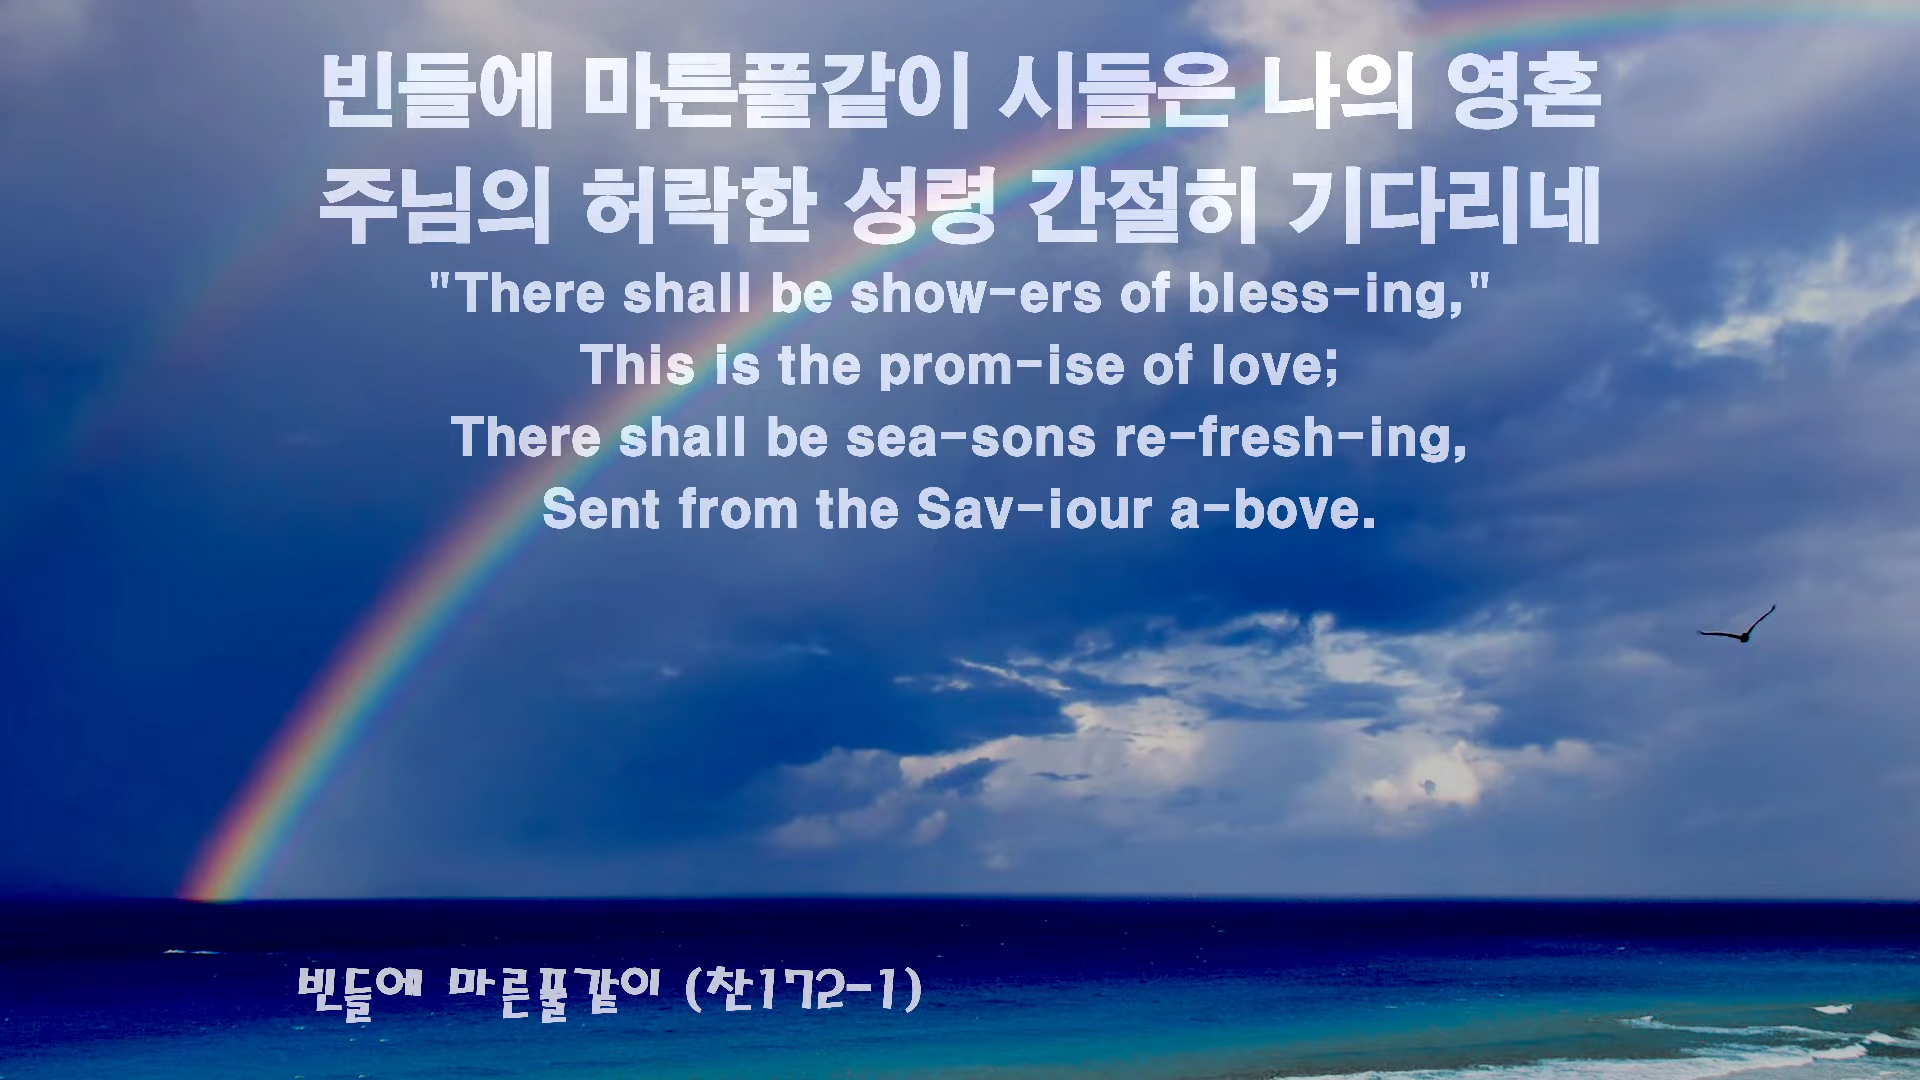 빈들에 마른풀같이 시들은 나의 영혼
주님의 허락한 성령 간절히 기다리네
"There shall be show-ers of bless-ing,"
This is the prom-ise of love;
There shall be sea-sons re-fresh-ing,
Sent from the Sav-iour a-bove.
빈들에 마른풀같이 (찬172-1)